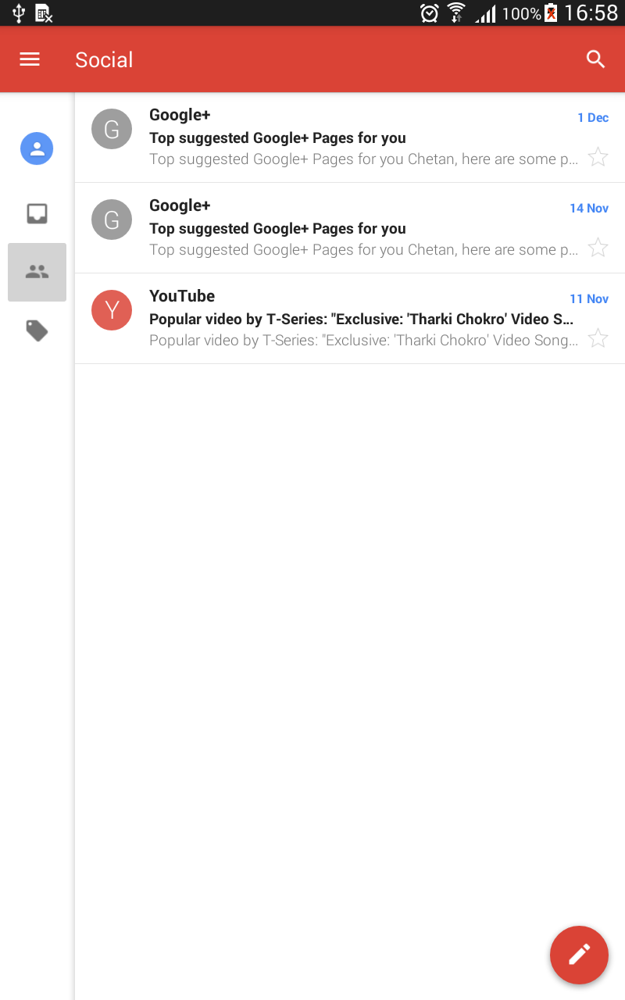 100% 16:58
Social
G Google+ 1 Dec
Top suggested Google+ Pages for you
Top suggested Google+ Pages for you Chetan, here are some p...
G Google+ 14 Nov
Top suggested Google+ Pages for you
Top suggested Google+ Pages for you Chetan, here are some p...
Y YouTube 11 Nov
Popular video by T-Series: "Exclusive: 'Tharki Chokro' Video S...
Popular video by T-Series: "Exclusive: 'Tharki Chokro' Video Song...